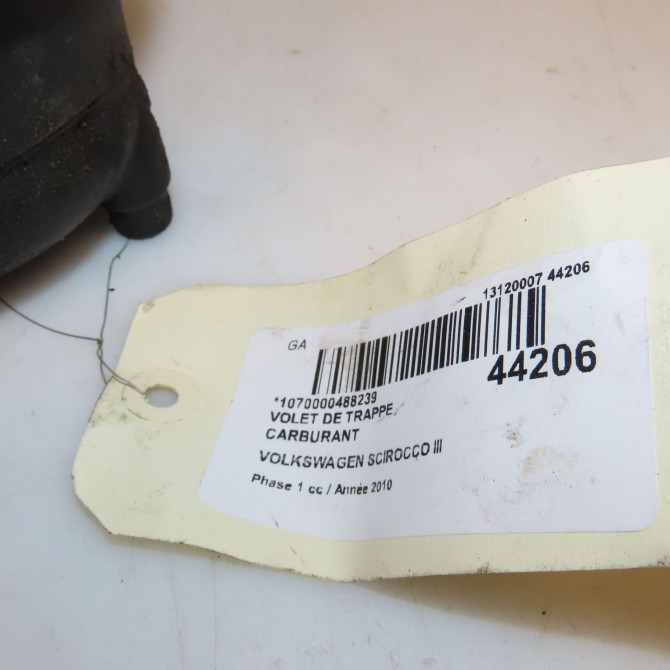 13120007 44206
GA
44206
*1070000488239
VOLET DE TRAPPE
CARBURANT
VOLKSWAGEN SCIROCCO III
Phase 1 cc / Année 2010